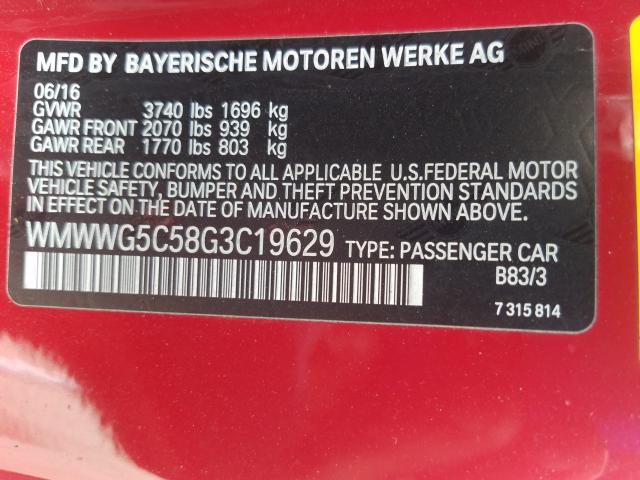 MFD BY BAYERISCHE MOTOREN WERKE AG
06/16
GVWR 3740 lbs 1696 kg
GAWR FRONT 2070 lbs 939 kg
GAWR REAR 1770 lbs 803 kg
THIS VEHICLE CONFORMS TO ALL APPLICABLE U.S.FEDERAL MOTOR
VEHICLE SAFETY, BUMPER AND THEFT PREVENTION STANDARDS
IN EFFECT ON THE DATE OF MANUFACTURE SHOWN ABOVE.
WMWWG5C58G3C19629 TYPE: PASSENGER CAR
B83/3
7 315 814